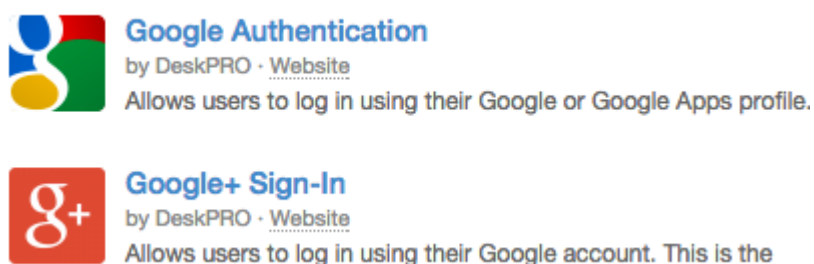 Google Authentication
by DeskPRO · Website
Allows users to log in using their Google or Google Apps profile.
g+
Google+ Sign-In
by DeskPRO · Website
Allows users to log in using their Google account. This is the